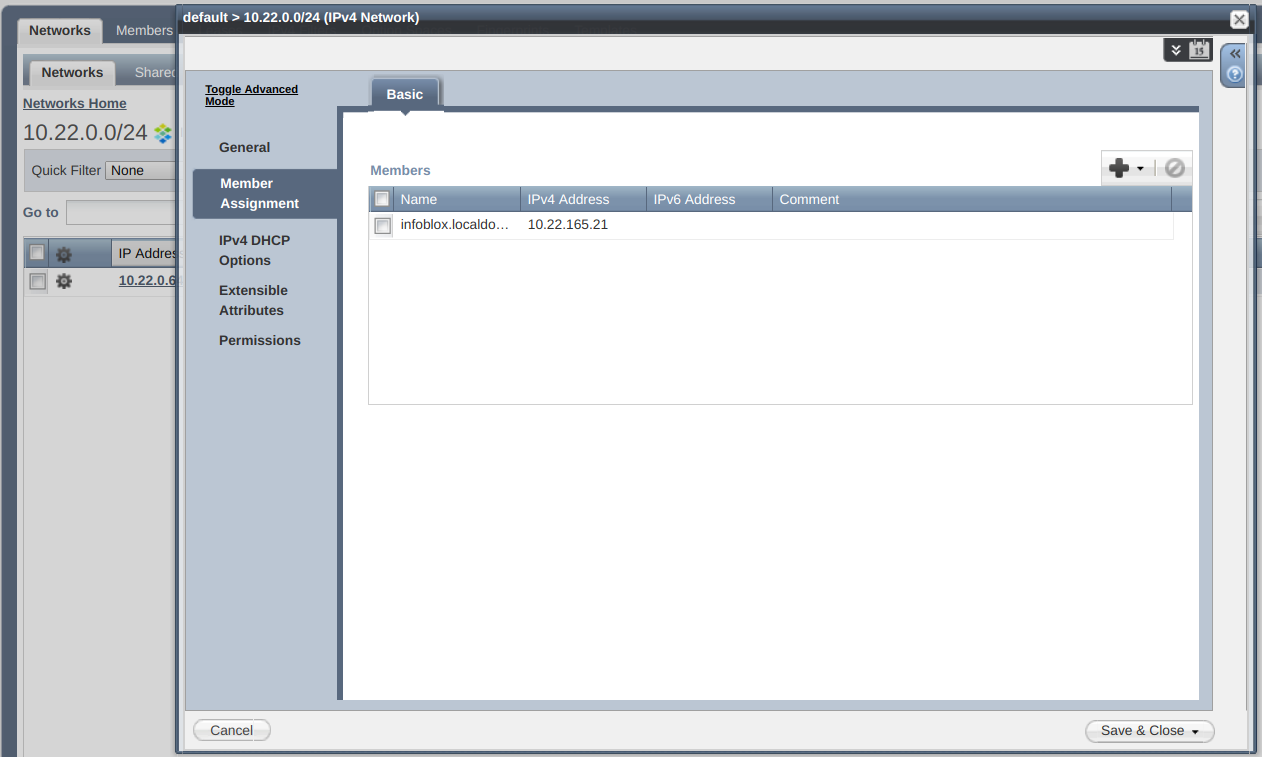 default > 10.22.0.0/24 (IPv4 Network)
Networks
Members
15
Networks
Shared
Networks Home
10.22.0.0/24
Quick Filter
None
Go to
IP Addres
10.22.0.6
Toggle Advanced
Mode
Basic
General
Member
Assignment
IPv4 DHCP
Options
Extensible
Attributes
Permissions
Members
Name
IPv4 Address
IPv6 Address
Comment
infoblox.localdo...
10.22.165.21
Cancel
Save & Close